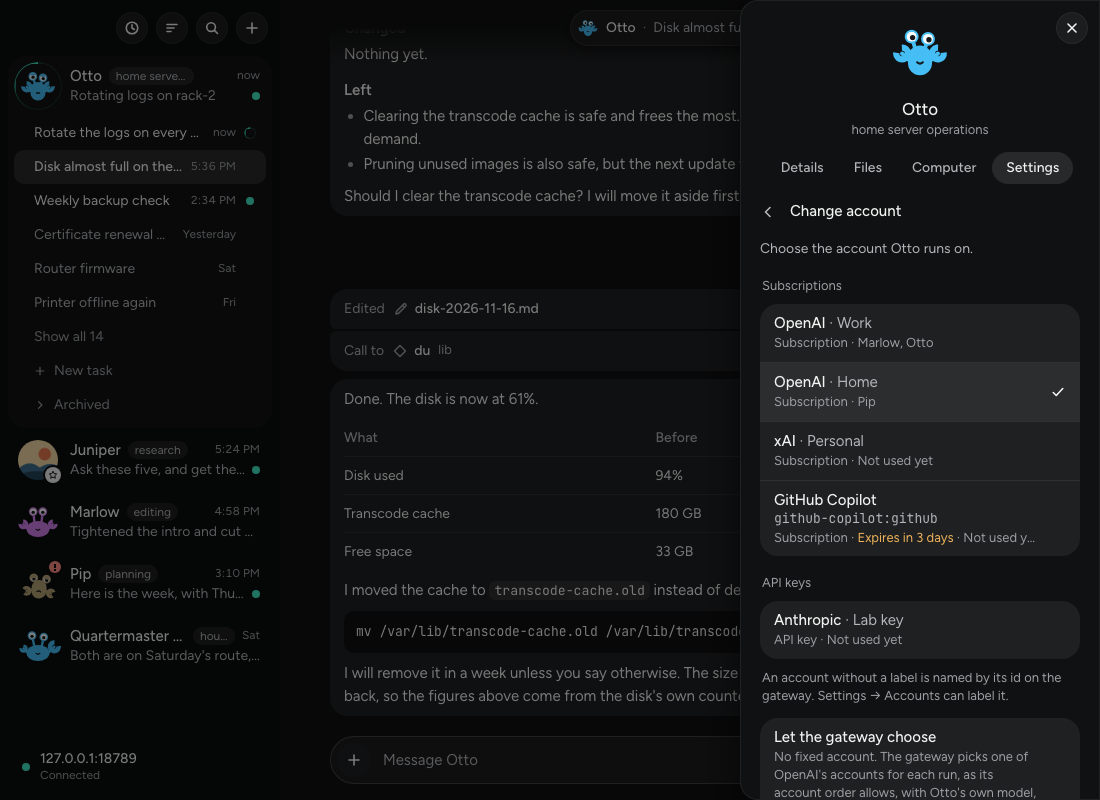 Otto home serve... now
Rotating logs on rack-2
Rotate the logs on every ... now
Disk almost full on the... 5:36 PM
Weekly backup check 2:34 PM
Certificate renewal ... Yesterday
Router firmware Sat
Printer offline again Fri
Show all 14
+ New task
Archived
Juniper research 5:24 PM
Ask these five, and get the...
Marlow editing 4:58 PM
Tightened the intro and cut ...
Pip planning 3:10 PM
Here is the week, with Thu...
Quartermaster ... hou... Sat
Both are on Saturday's route,...
127.0.0.1:18789
Connected
Otto · Disk almost fu
Changed
Nothing yet.
Left
• Clearing the transcode cache is safe and frees the most.
demand.
• Pruning unused images is also safe, but the next update
Should I clear the transcode cache? I will move it aside first
Edited disk-2026-11-16.md
Call to du lib
Done. The disk is now at 61%.
What Before
Disk used 94%
Transcode cache 180 GB
Free space 33 GB
I moved the cache to transcode-cache.old instead of de
mv /var/lib/transcode-cache.old /var/lib/transcode
I will remove it in a week unless you say otherwise. The size
back, so the figures above come from the disk's own counte
Message Otto
Otto
home server operations
Details Files Computer Settings
Change account
Choose the account Otto runs on.
Subscriptions
OpenAI · Work
Subscription · Marlow, Otto
OpenAI · Home
Subscription · Pip
xAI · Personal
Subscription · Not used yet
GitHub Copilot
github-copilot:github
Subscription · Expires in 3 days · Not used y...
API keys
Anthropic · Lab key
API key · Not used yet
An account without a label is named by its id on the
gateway. Settings → Accounts can label it.
Let the gateway choose
No fixed account. The gateway picks one of
OpenAI's accounts for each run, as its
account order allows, with Otto's own model,